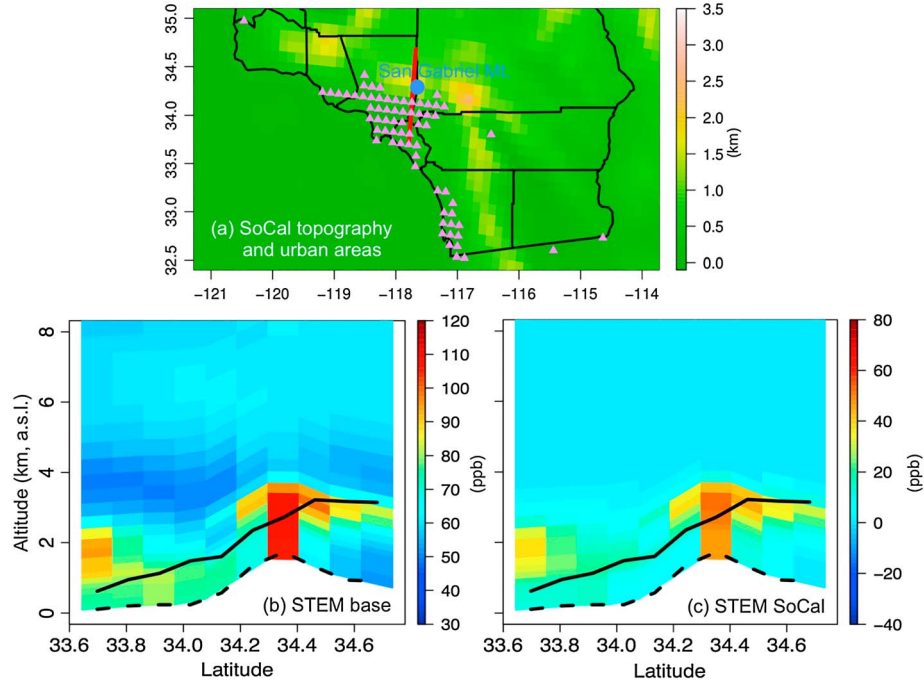 35.0
34.5
34.0
33.5
33.0
32.5
San Gabriel Mt.
(a) SoCal topography
and urban areas
−121 −120 −119 −118 −117 −116 −115 −114
3.5
3.0
2.5
2.0
1.5
1.0
0.5
0.0
(km)
Altitude (km, a.s.l.)
8
6
4
2
0
(b) STEM base
33.6 33.8 34.0 34.2 34.4 34.6
Latitude
120
110
100
90
80
70
60
50
40
30
(ppb)
(c) STEM SoCal
33.6 33.8 34.0 34.2 34.4 34.6
Latitude
80
60
40
20
0
−20
−40
(ppb)